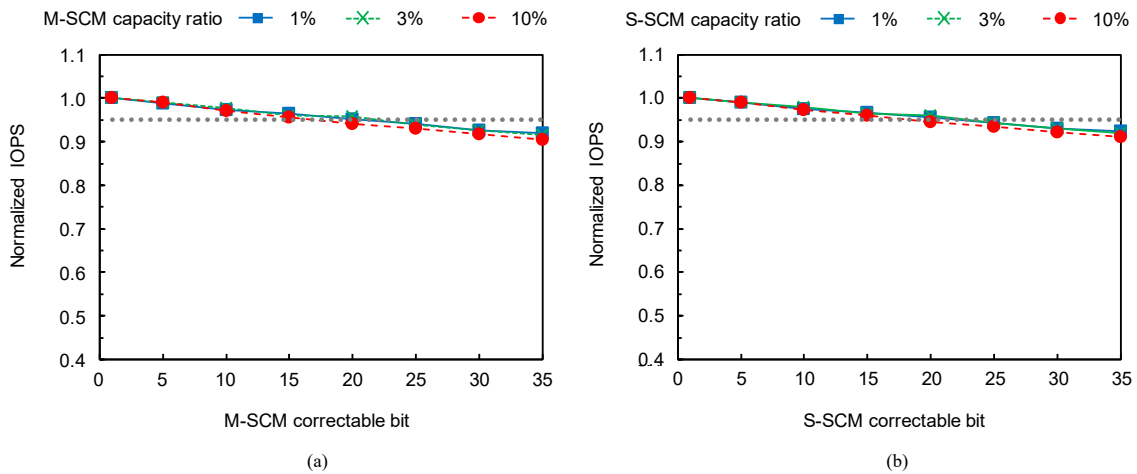 M-SCM capacity ratio 1% 3% 10%
1.1
1.0
0.9
0.8
0.7
0.6
0.5
0.4
Normalized IOPS
0 5 10 15 20 25 30 35
M-SCM correctable bit
(a)
S-SCM capacity ratio 1% 3% 10%
1.1
1.0
0.9
0.8
0.7
0.6
0.5
0.4
Normalized IOPS
0 5 10 15 20 25 30 35
S-SCM correctable bit
(b)